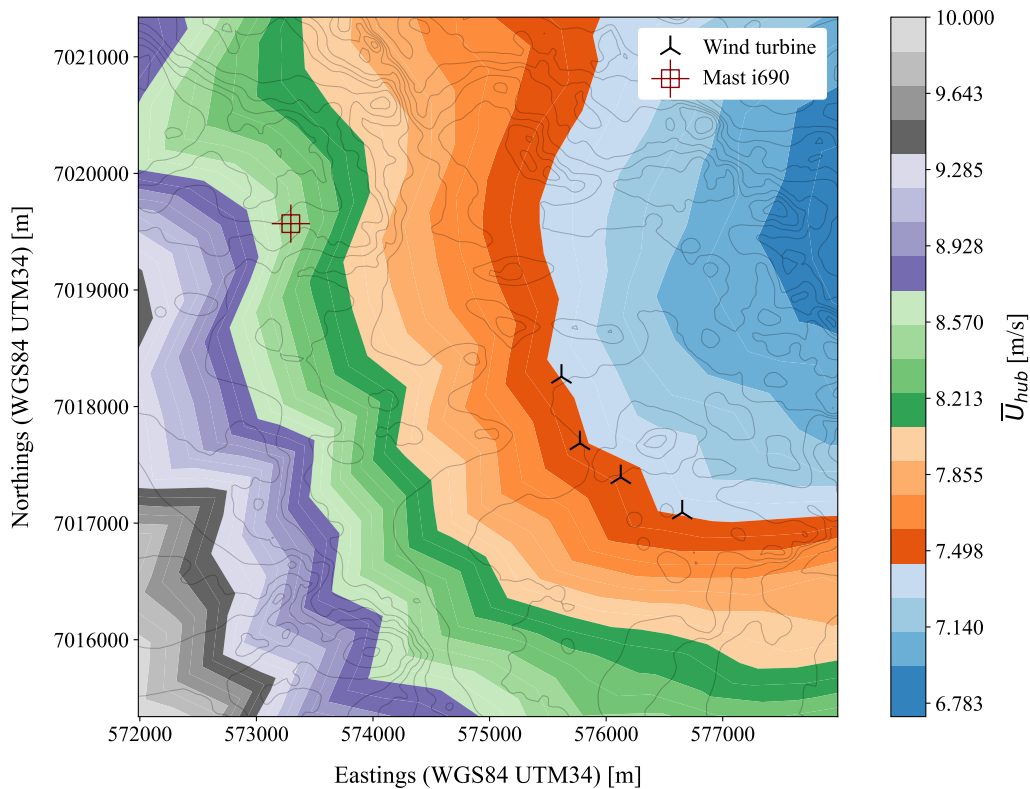 Wind turbine
Mast i690
7021000
7020000
7019000
7018000
7017000
7016000
Northings (WGS84 UTM34) [m]
572000 573000 574000 575000 576000 577000
Eastings (WGS84 UTM34) [m]
10.000
9.643
9.285
8.928
8.570
8.213
7.855
7.498
7.140
6.783
U̅hub [m/s]